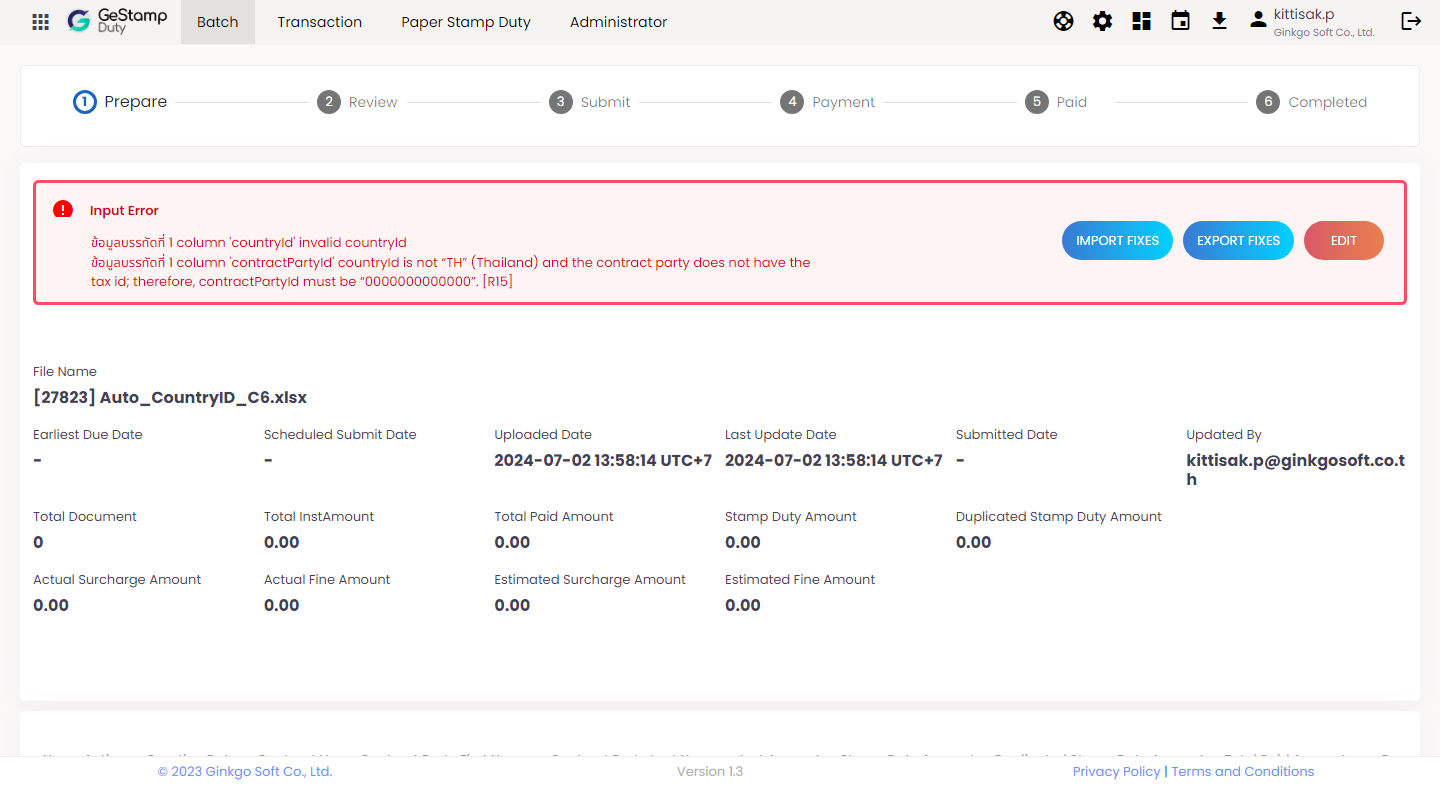 GeStamp
Duty
Batch
Transaction
Paper Stamp Duty
Administrator
kittisak.p
Ginkgo Soft Co., Ltd.
1 Prepare
2 Review
3 Submit
4 Payment
5 Paid
6 Completed
Input Error
ข้อมูลบรรทัดที่ 1 column 'countryId' invalid countryId
ข้อมูลบรรทัดที่ 1 column 'contractPartyId' countryId is not “TH” (Thailand) and the contract party does not have the
tax id; therefore, contractPartyId must be “0000000000000”. [R15]
IMPORT FIXES
EXPORT FIXES
EDIT
File Name
[27823] Auto_CountryID_C6.xlsx
Earliest Due Date
-
Scheduled Submit Date
-
Uploaded Date
2024-07-02 13:58:14 UTC+7
Last Update Date
2024-07-02 13:58:14 UTC+7
Submitted Date
-
Updated By
kittisak.p@ginkgosoft.co.t
h
Total Document
0
Total InstAmount
0.00
Total Paid Amount
0.00
Stamp Duty Amount
0.00
Duplicated Stamp Duty Amount
0.00
Actual Surcharge Amount
0.00
Actual Fine Amount
0.00
Estimated Surcharge Amount
0.00
Estimated Fine Amount
0.00
© 2023 Ginkgo Soft Co., Ltd.
Version 1.3
Privacy Policy | Terms and Conditions